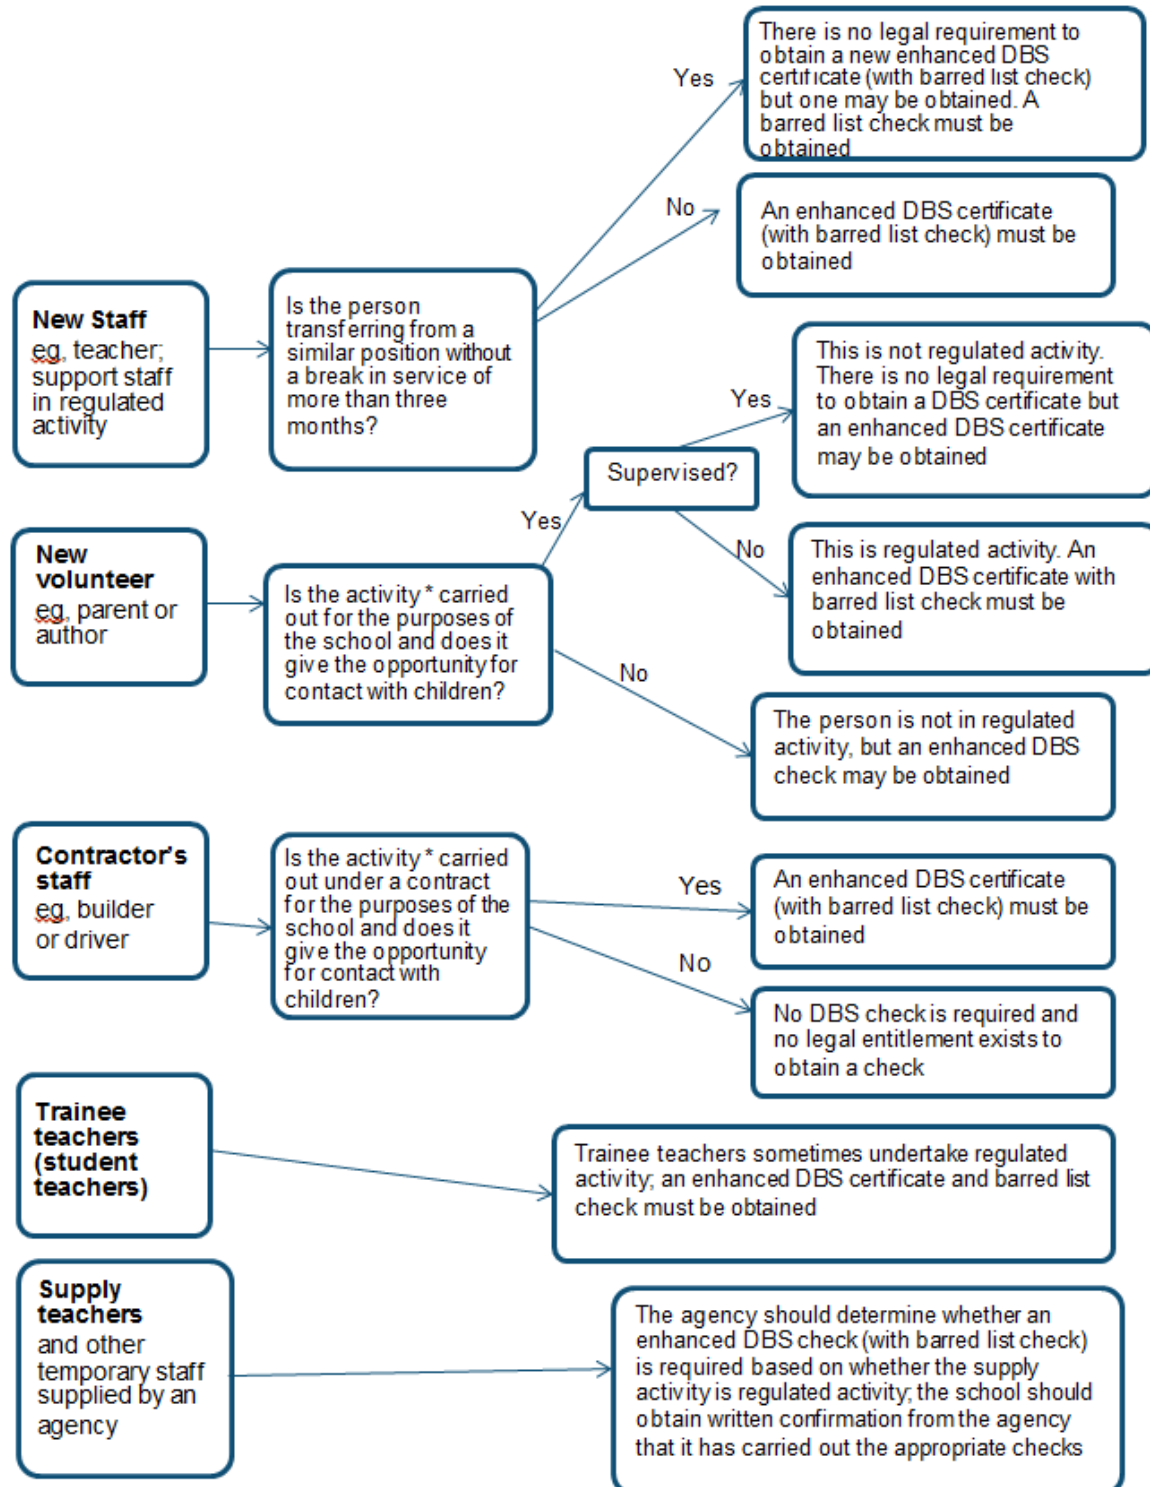 There is no legal requirement to
obtain a new enhanced DBS
certificate (with barred list check)
but one may be obtained. A
barred list check must be
obtained
Yes
No
An enhanced DBS certificate
(with barred list check) must be
obtained
New Staff
eg, teacher;
support staff
in regulated
activity
Is the person
transferring from a
similar position without
a break in service of
more than three
months?
This is not regulated activity.
There is no legal requirement
to obtain a DBS certificate but
an enhanced DBS certificate
may be obtained
Yes
Supervised?
Yes
No
This is regulated activity. An
enhanced DBS certificate with
barred list check must be
obtained
New
volunteer
eg, parent or
author
Is the activity * carried
out for the purposes of
the school and does it
give the opportunity for
contact with children?
No
The person is not in regulated
activity, but an enhanced DBS
check may be obtained
Contractor's
staff
eg, builder
or driver
Is the activity * carried
out under a contract
for the purposes of the
school and does it
give the opportunity
for contact with
children?
Yes
An enhanced DBS certificate
(with barred list check) must be
obtained
No
No DBS check is required and
no legal entitlement exists to
obtain a check
Trainee
teachers
(student
teachers)
Trainee teachers sometimes undertake regulated
activity; an enhanced DBS certificate and barred list
check must be obtained
Supply
teachers
and other
temporary staff
supplied by an
agency
The agency should determine whether an
enhanced DBS check (with barred list check)
is required based on whether the supply
activity is regulated activity; the school should
obtain written confirmation from the agency
that it has carried out the appropriate checks